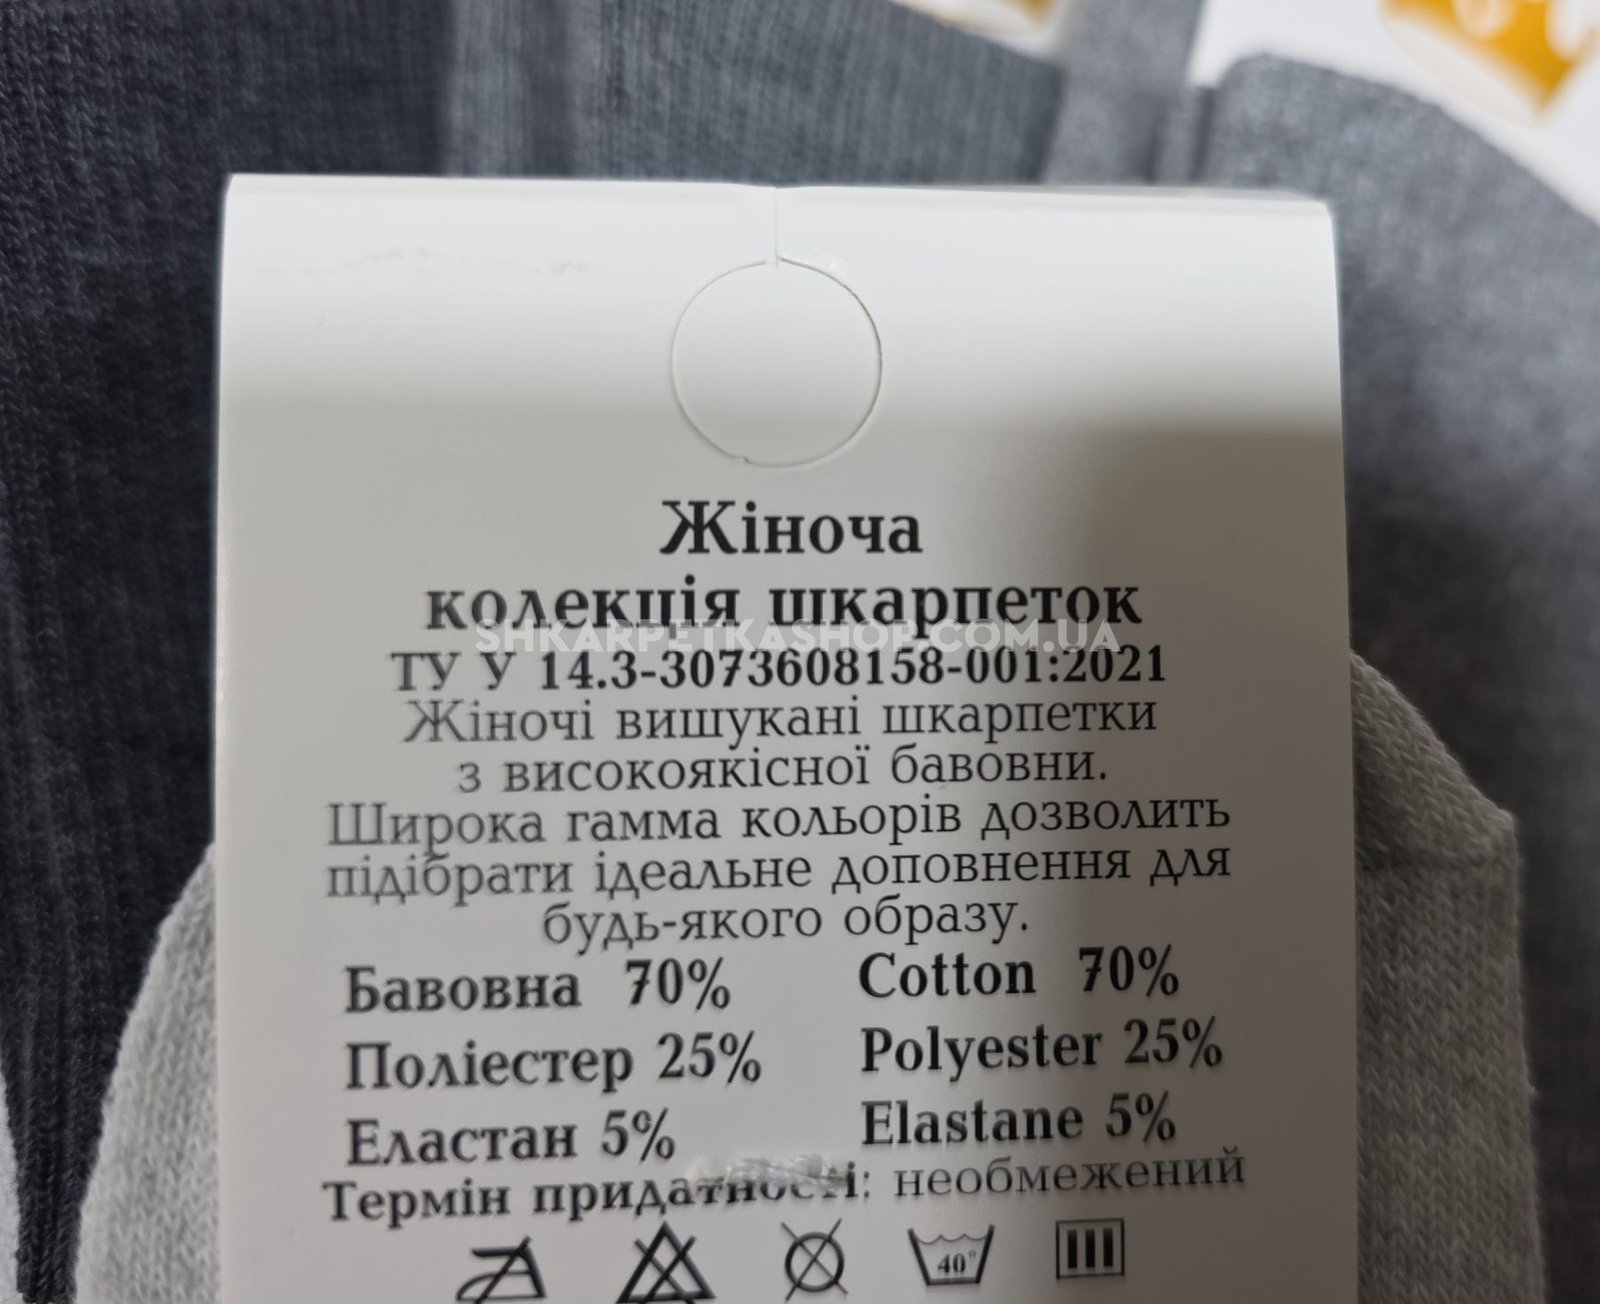 Жіноча
колекція шкарпеток
SHKARPETKASHOP.COM.UA
ТУ У 14.3-3073608158-001:2021
Жіночі вишукані шкарпетки
з високоякісної бавовни.
Широка гамма кольорів дозволить
підібрати ідеальне доповнення для
будь-якого образу.
Бавовна 70% Cotton 70%
Поліестер 25% Polyester 25%
Еластан 5% Elastane 5%
Термін придатності: необмежений
40°